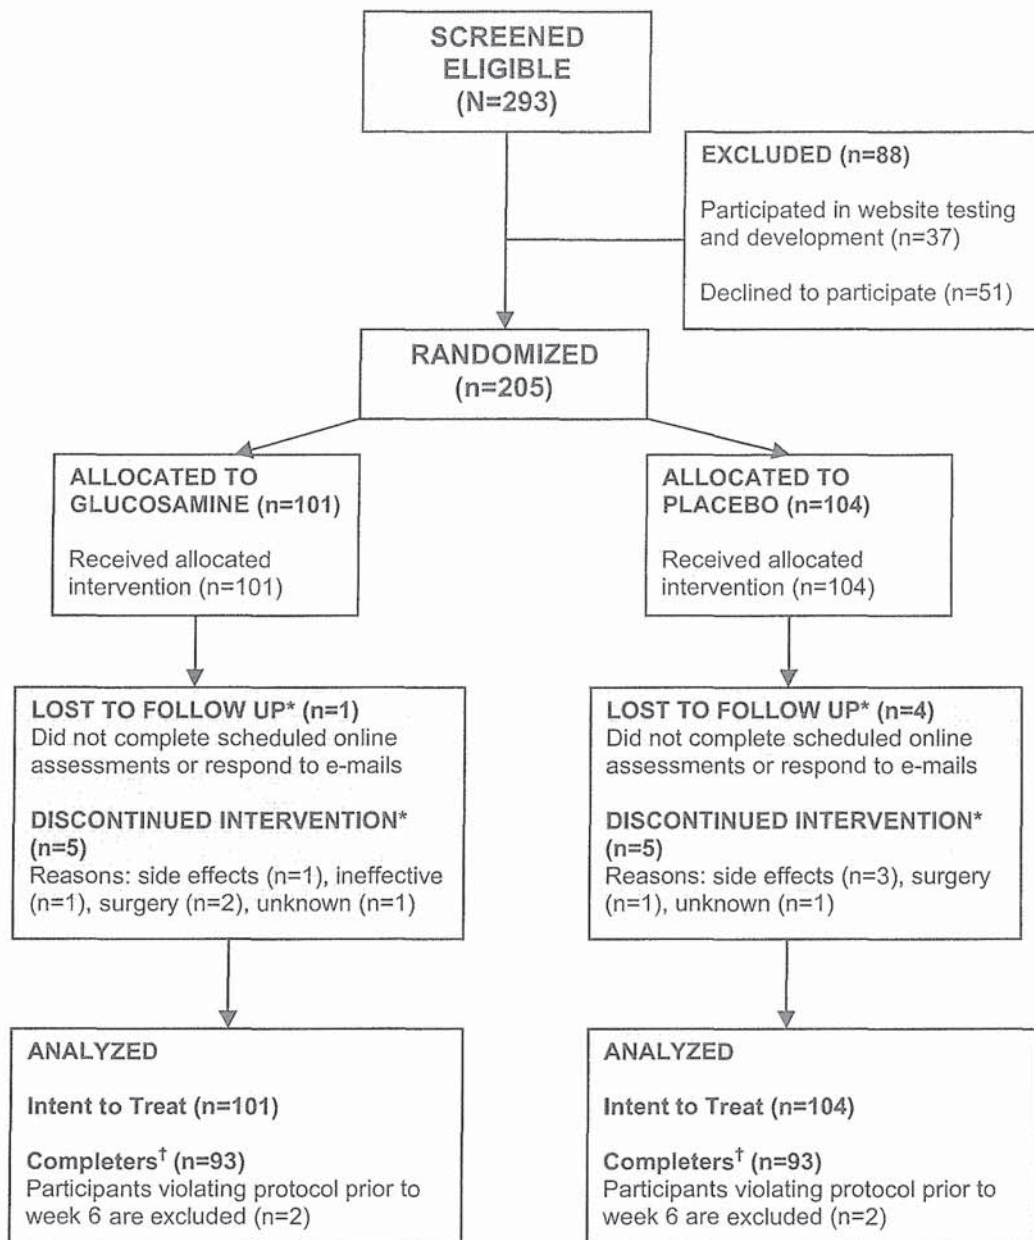 SCREENED
ELIGIBLE
(N=293)
EXCLUDED (n=88)
Participated in website testing
and development (n=37)
Declined to participate (n=51)
RANDOMIZED
(n=205)
ALLOCATED TO
GLUCOSAMINE (n=101)
Received allocated
intervention (n=101)
ALLOCATED TO
PLACEBO (n=104)
Received allocated
intervention (n=104)
LOST TO FOLLOW UP* (n=1)
Did not complete scheduled online
assessments or respond to e-mails
DISCONTINUED INTERVENTION*
(n=5)
Reasons: side effects (n=1), ineffective
(n=1), surgery (n=2), unknown (n=1)
LOST TO FOLLOW UP* (n=4)
Did not complete scheduled online
assessments or respond to e-mails
DISCONTINUED INTERVENTION*
(n=5)
Reasons: side effects (n=3), surgery
(n=1), unknown (n=1)
ANALYZED
Intent to Treat (n=101)
Completers† (n=93)
Participants violating protocol prior to
week 6 are excluded (n=2)
ANALYZED
Intent to Treat (n=104)
Completers† (n=93)
Participants violating protocol prior to
week 6 are excluded (n=2)